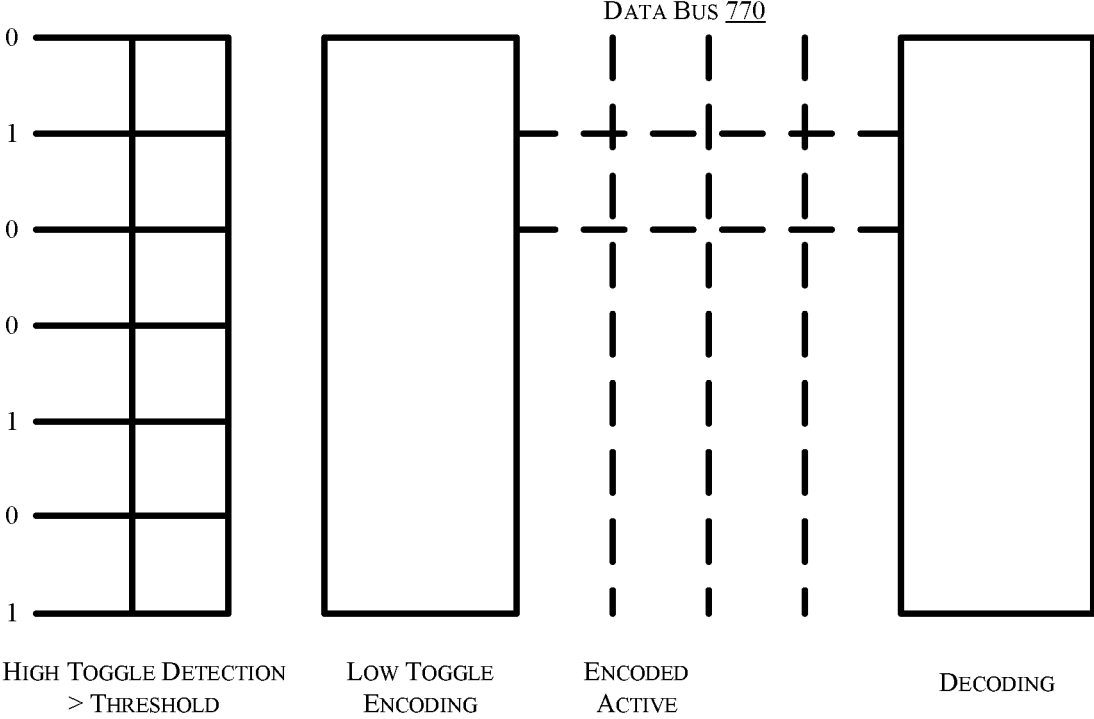 DATA BUS 770
0
1
0
0
1
0
1
HIGH TOGGLE DETECTION
> THRESHOLD
LOW TOGGLE
ENCODING
ENCODED
ACTIVE
DECODING